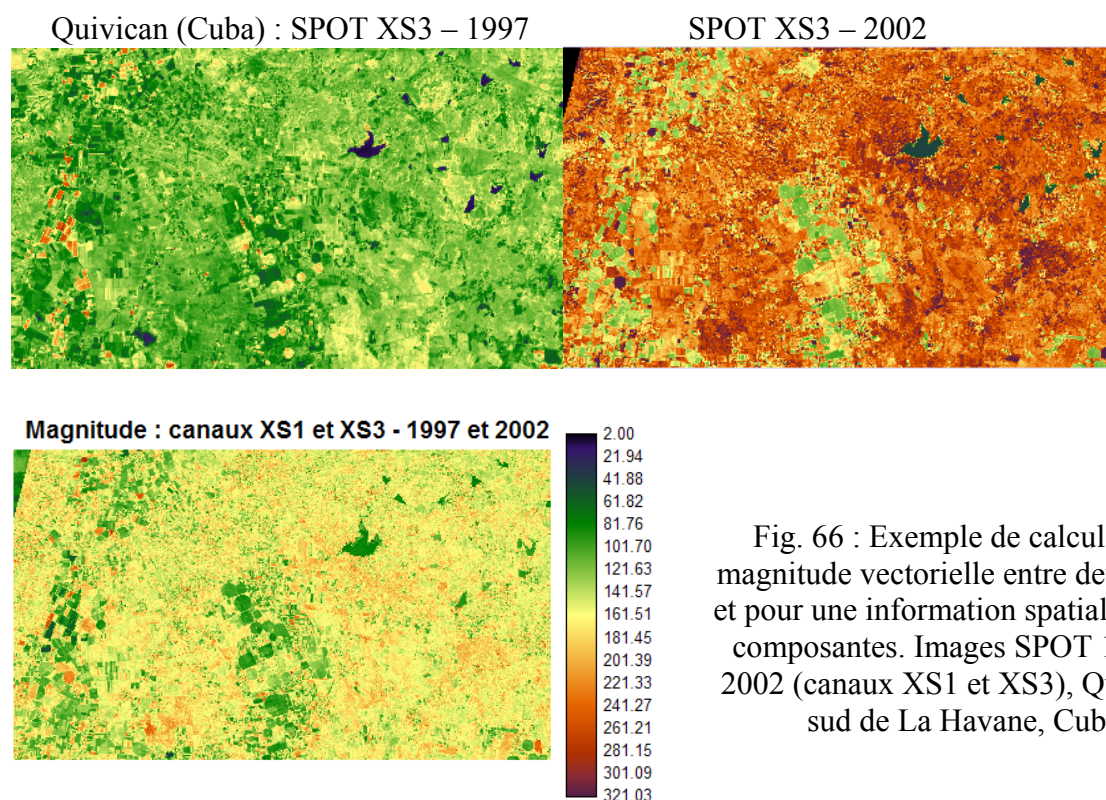 Quivican (Cuba) : SPOT XS3 – 1997
SPOT XS3 – 2002
Magnitude : canaux XS1 et XS3 - 1997 et 2002
2.00
21.94
41.88
61.82
81.76
101.70
121.63
141.57
161.51
181.45
201.39
221.33
241.27
261.21
281.15
301.09
321.03
Fig. 66 : Exemple de calcul
magnitude vectorielle entre de
et pour une information spatial
composantes. Images SPOT 1
2002 (canaux XS1 et XS3), Q
sud de La Havane, Cub